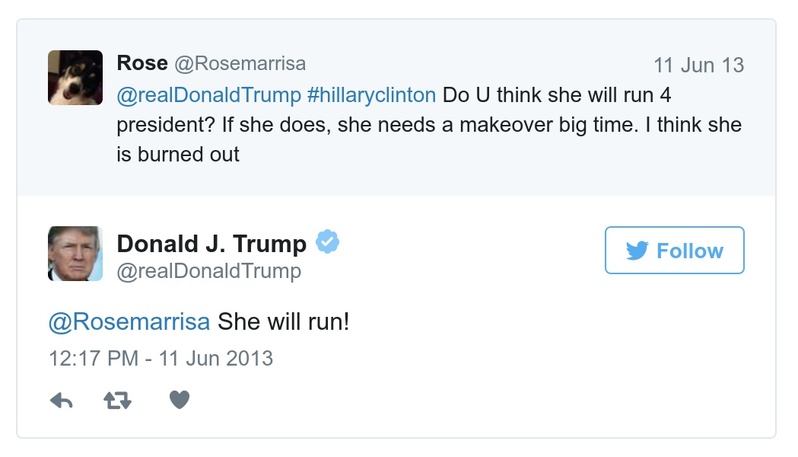 Rose @Rosemarrisa 11 Jun 13
@realDonaldTrump #hillaryclinton Do U think she will run 4
president? If she does, she needs a makeover big time. I think she
is burned out
Donald J. Trump
@realDonaldTrump
Follow
@Rosemarrisa She will run!
12:17 PM - 11 Jun 2013